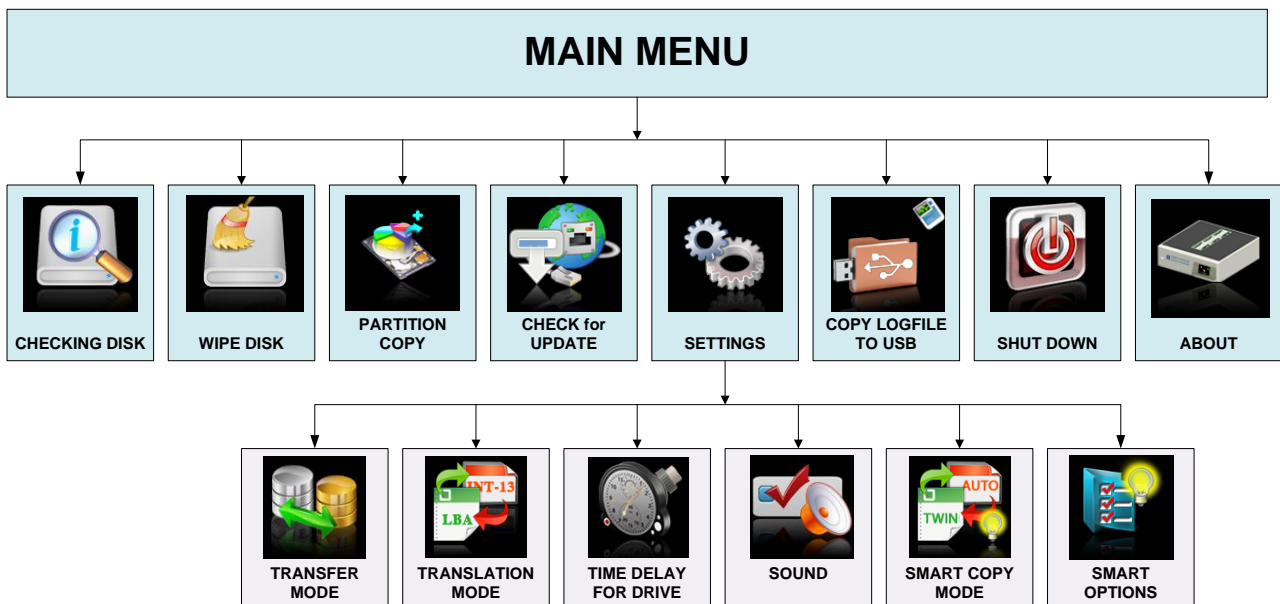 MAIN MENU
CHECKING DISK
WIPE DISK
PARTITION
COPY
CHECK for
UPDATE
SETTINGS
COPY LOGFILE
TO USB
SHUT DOWN
ABOUT
INT-13
LBA
AUTO
TWIN
TRANSFER
MODE
TRANSLATION
MODE
TIME DELAY
FOR DRIVE
SOUND
SMART COPY
MODE
SMART
OPTIONS